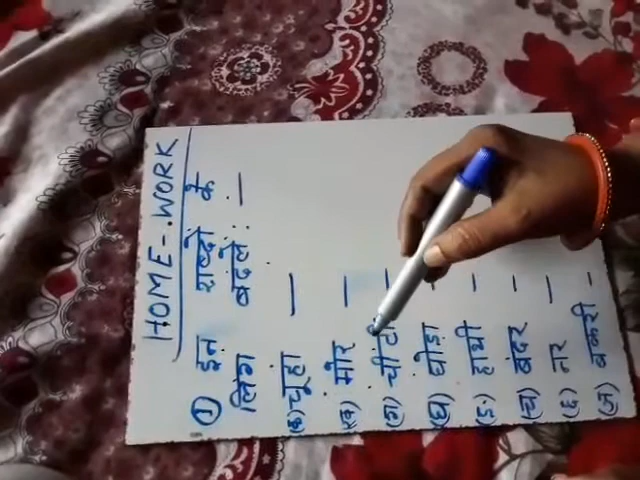 HOME-WORK
① इन शब्दो के
लिंग बदले :—
(क) चूहा —
(ख) मोर —
(ग) चीटा —
(घ) घोड़ा —
(ङ) हाथी —
(च) बंदर —
(छ) नर —
(ज) बकरी —